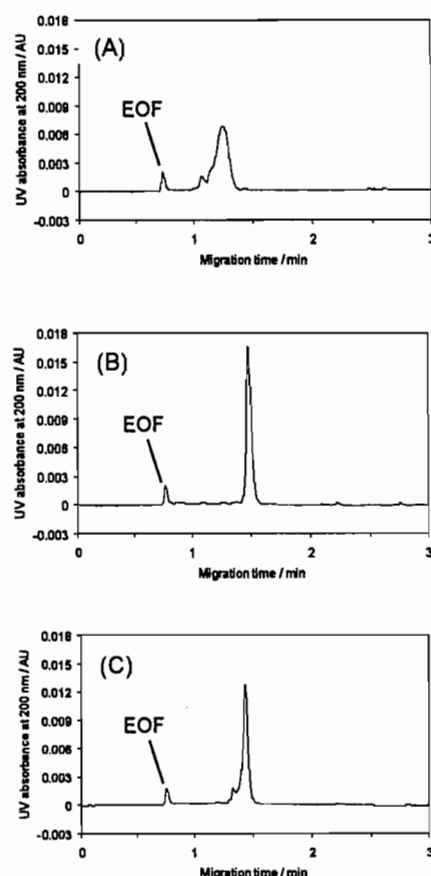 (A)
EOF
UV absorbance at 200 nm / AU
0.018
0.015
0.012
0.009
0.006
0.003
0
−0.003
0 1 2 3
Migration time / min
(B)
EOF
UV absorbance at 200 nm / AU
0.018
0.015
0.012
0.009
0.006
0.003
0
−0.003
0 1 2 3
Migration time / min
(C)
EOF
UV absorbance at 200 nm / AU
0.018
0.015
0.012
0.009
0.006
0.003
0
−0.003
0 1 2 3
Migration time / min